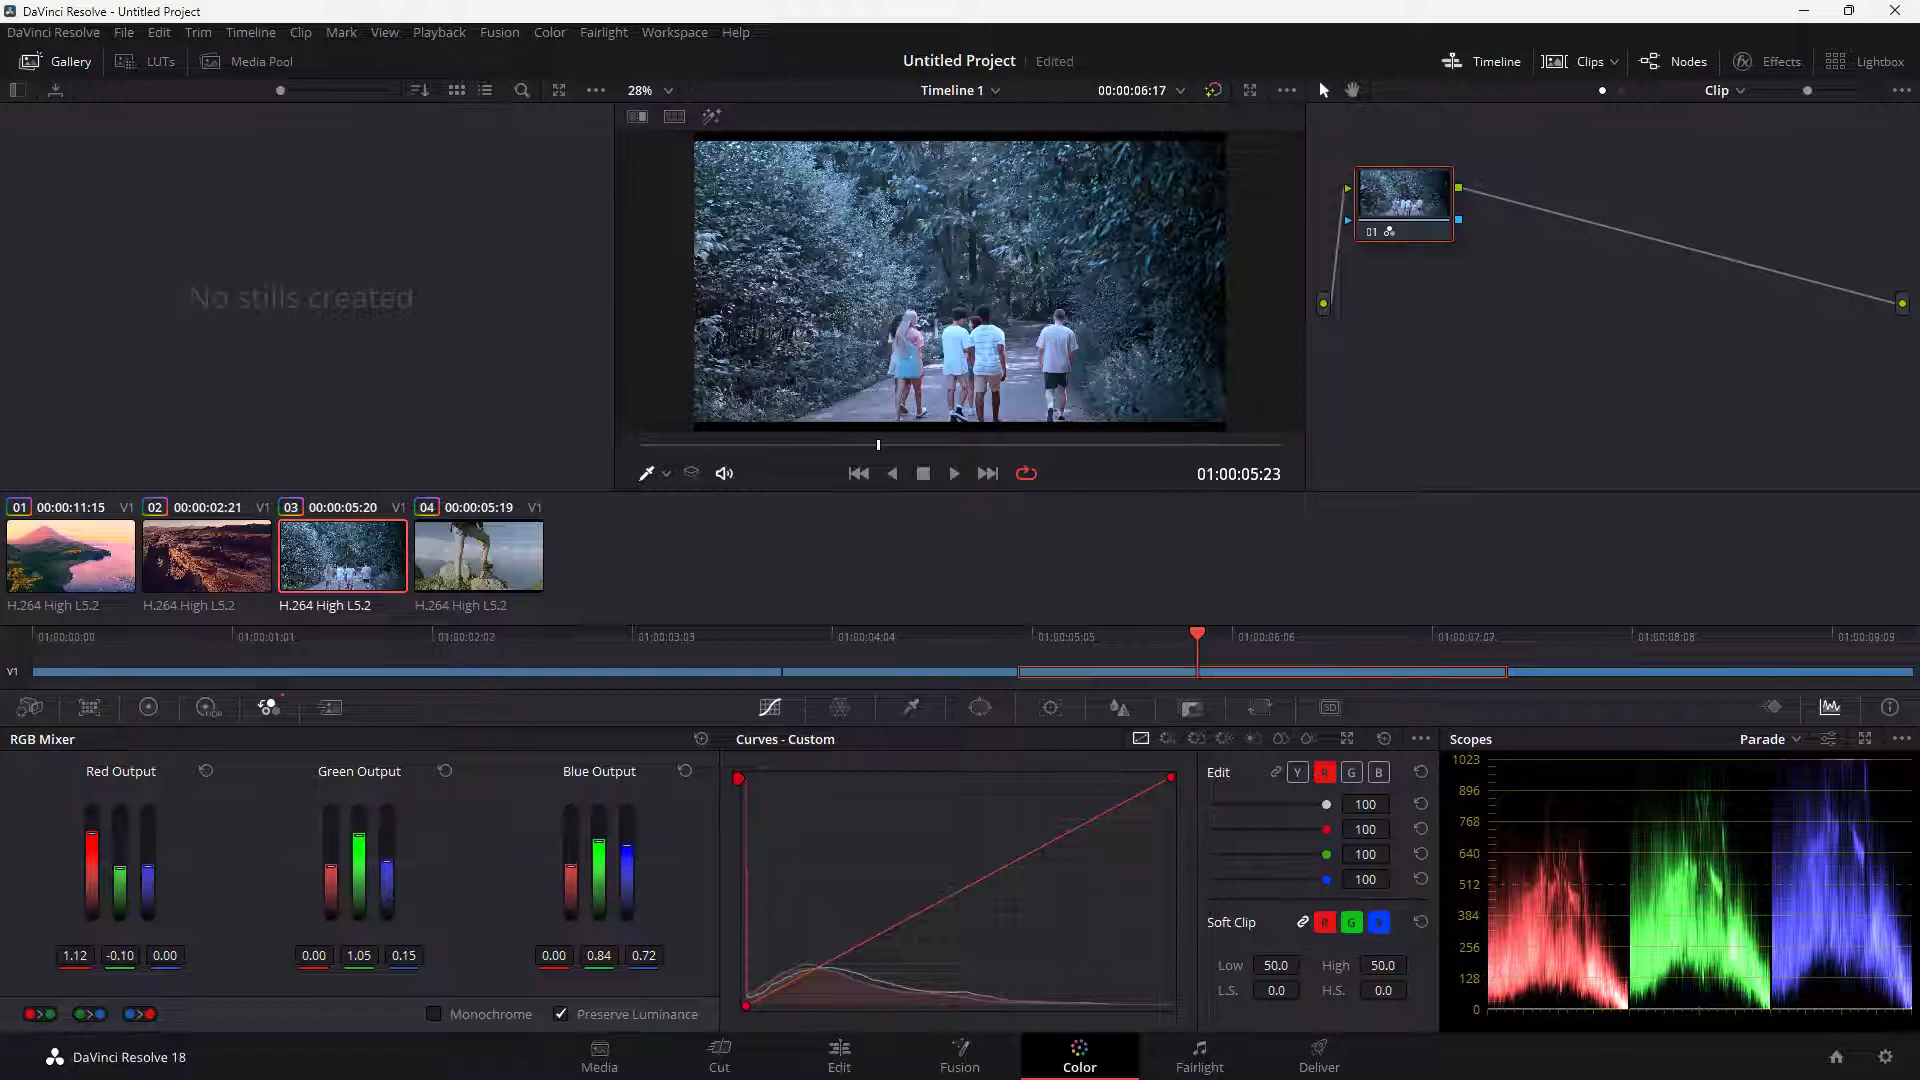 DaVinci Resolve - Untitled Project
DaVinci Resolve File Edit Trim Timeline Clip Mark View Playback Fusion Color Fairlight Workspace Help
Gallery LUTs Media Pool Untitled Project Edited Timeline Clips Nodes Effects Lightbox
28% Timeline 1 00:00:06:17 Clip
No stills created
01
01:00:05:23
01 00:00:11:15 V1 02 00:00:02:21 V1 03 00:00:05:20 V1 04 00:00:05:19 V1
H.264 High L5.2 H.264 High L5.2 H.264 High L5.2 H.264 High L5.2
01:00:00:00 01:00:01:01 01:00:02:02 01:00:03:03 01:00:04:04 01:00:05:05 01:00:06:06 01:00:07:07 01:00:08:08 01:00:09:09
V1
HDR 3D
RGB Mixer Curves - Custom Scopes Parade
Red Output Green Output Blue Output
Edit Y R G B
100
100
100
100
Soft Clip R G B
Low 50.0 High 50.0
L.S. 0.0 H.S. 0.0
1.12 -0.10 0.00 0.00 1.05 0.15 0.00 0.84 0.72
Monochrome Preserve Luminance
1023
896
768
640
512
384
256
128
0
DaVinci Resolve 18 Media Cut Edit Fusion Color Fairlight Deliver